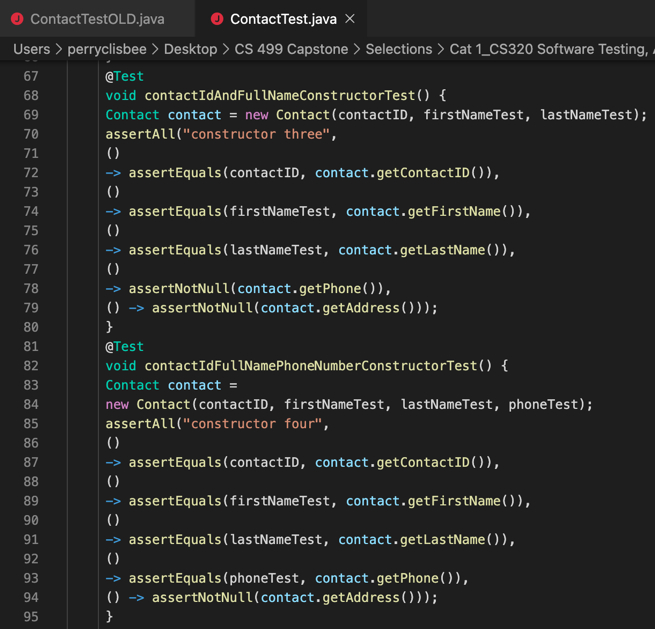 ContactTestOLD.java
ContactTest.java ×
Users > perryclisbee > Desktop > CS 499 Capstone > Selections > Cat 1_CS320 Software Testing,
67 @Test
68 void contactIdAndFullNameConstructorTest() {
69 Contact contact = new Contact(contactID, firstNameTest, lastNameTest);
70 assertAll("constructor three",
71 ()
72 -> assertEquals(contactID, contact.getContactID()),
73 ()
74 -> assertEquals(firstNameTest, contact.getFirstName()),
75 ()
76 -> assertEquals(lastNameTest, contact.getLastName()),
77 ()
78 -> assertNotNull(contact.getPhone()),
79 () -> assertNotNull(contact.getAddress()));
80 }
81 @Test
82 void contactIdFullNamePhoneNumberConstructorTest() {
83 Contact contact =
84 new Contact(contactID, firstNameTest, lastNameTest, phoneTest);
85 assertAll("constructor four",
86 ()
87 -> assertEquals(contactID, contact.getContactID()),
88 ()
89 -> assertEquals(firstNameTest, contact.getFirstName()),
90 ()
91 -> assertEquals(lastNameTest, contact.getLastName()),
92 ()
93 -> assertEquals(phoneTest, contact.getPhone()),
94 () -> assertNotNull(contact.getAddress()));
95 }